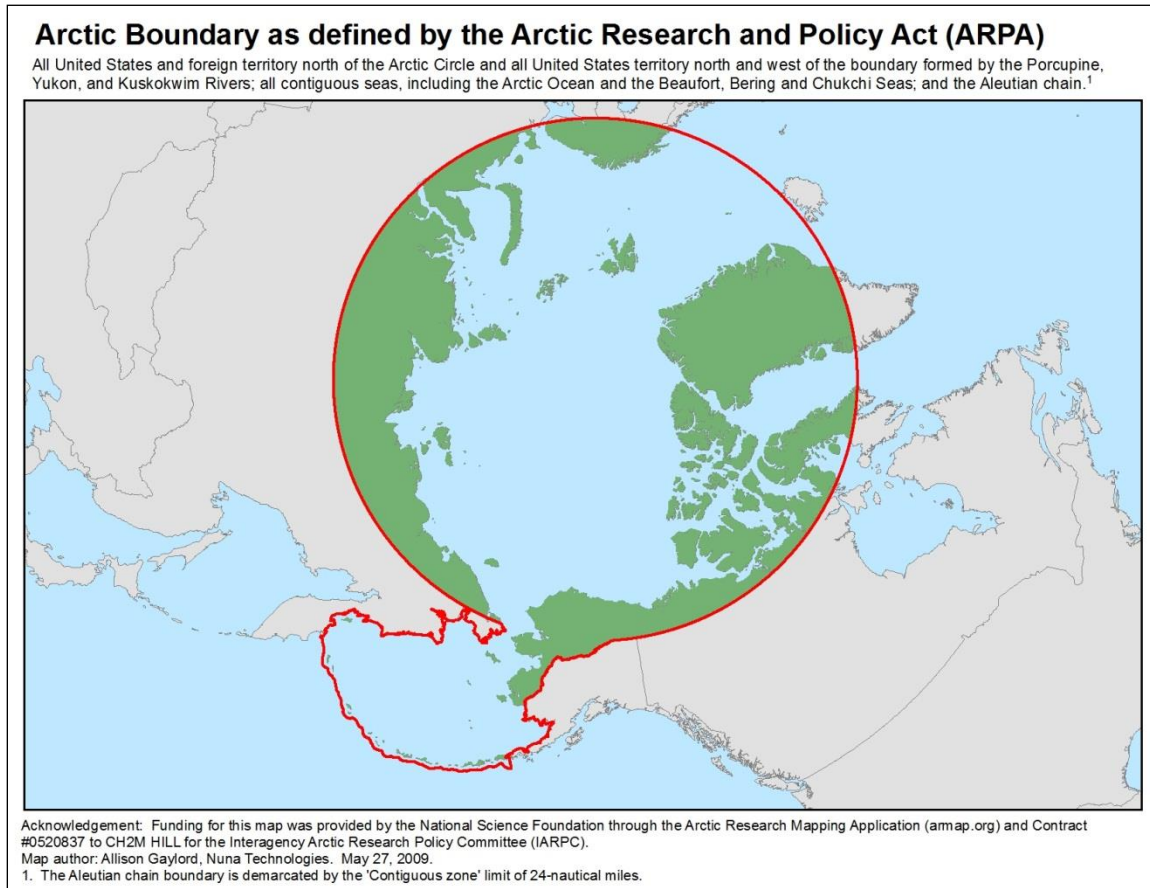 Arctic Boundary as defined by the Arctic Research and Policy Act (ARPA)
All United States and foreign territory north of the Arctic Circle and all United States territory north and west of the boundary formed by the Porcupine,
Yukon, and Kuskokwim Rivers; all contiguous seas, including the Arctic Ocean and the Beaufort, Bering and Chukchi Seas; and the Aleutian chain.¹
Acknowledgement: Funding for this map was provided by the National Science Foundation through the Arctic Research Mapping Application (armap.org) and Contract
#0520837 to CH2M HILL for the Interagency Arctic Research Policy Committee (IARPC).
Map author: Allison Gaylord, Nuna Technologies. May 27, 2009.
1. The Aleutian chain boundary is demarcated by the 'Contiguous zone' limit of 24-nautical miles.